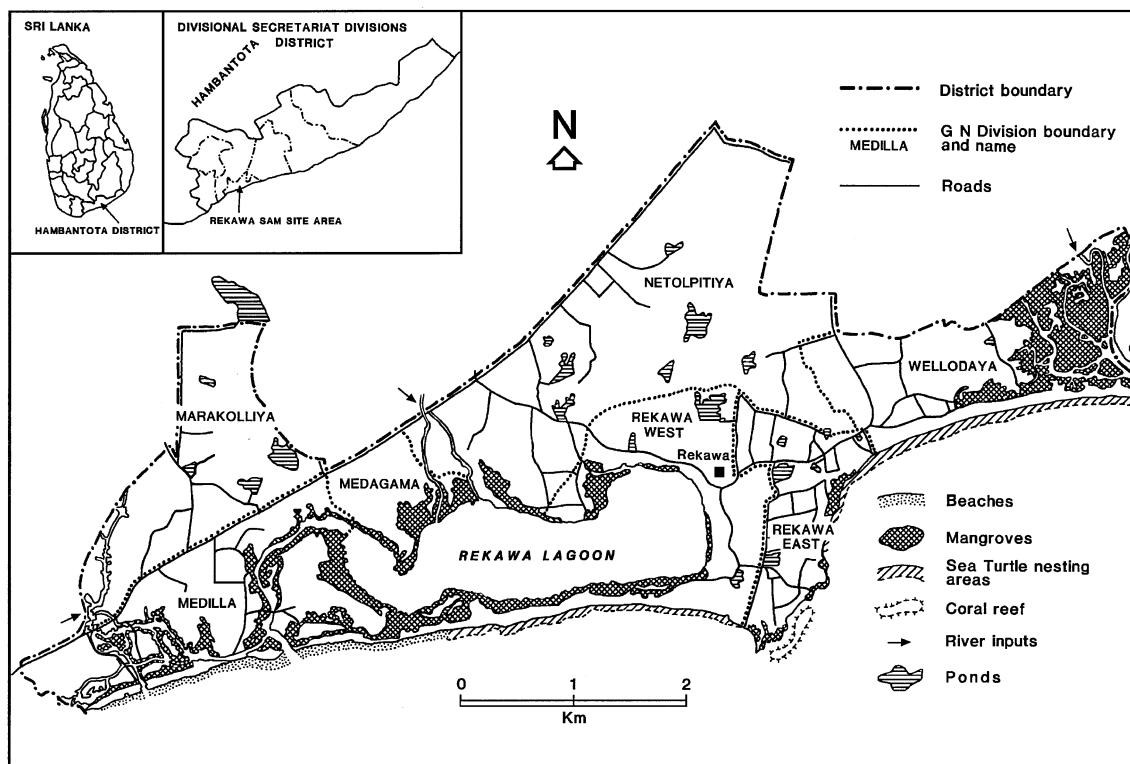 SRI LANKA
HAMBANTOTA DISTRICT
DIVISIONAL SECRETARIAT DIVISIONS
DISTRICT
HAMBANTOTA
REKAWA SAM SITE AREA
N
District boundary
MEDILLA
G N Division boundary
and name
Roads
NETOLPITIYA
WELLODAYA
MARAKOLLIYA
REKAWA
WEST
Rekawa
MEDAGAMA
REKAWA
EAST
REKAWA LAGOON
MEDILLA
Beaches
Mangroves
Sea Turtle nesting
areas
Coral reef
River inputs
Ponds
0 1 2
Km